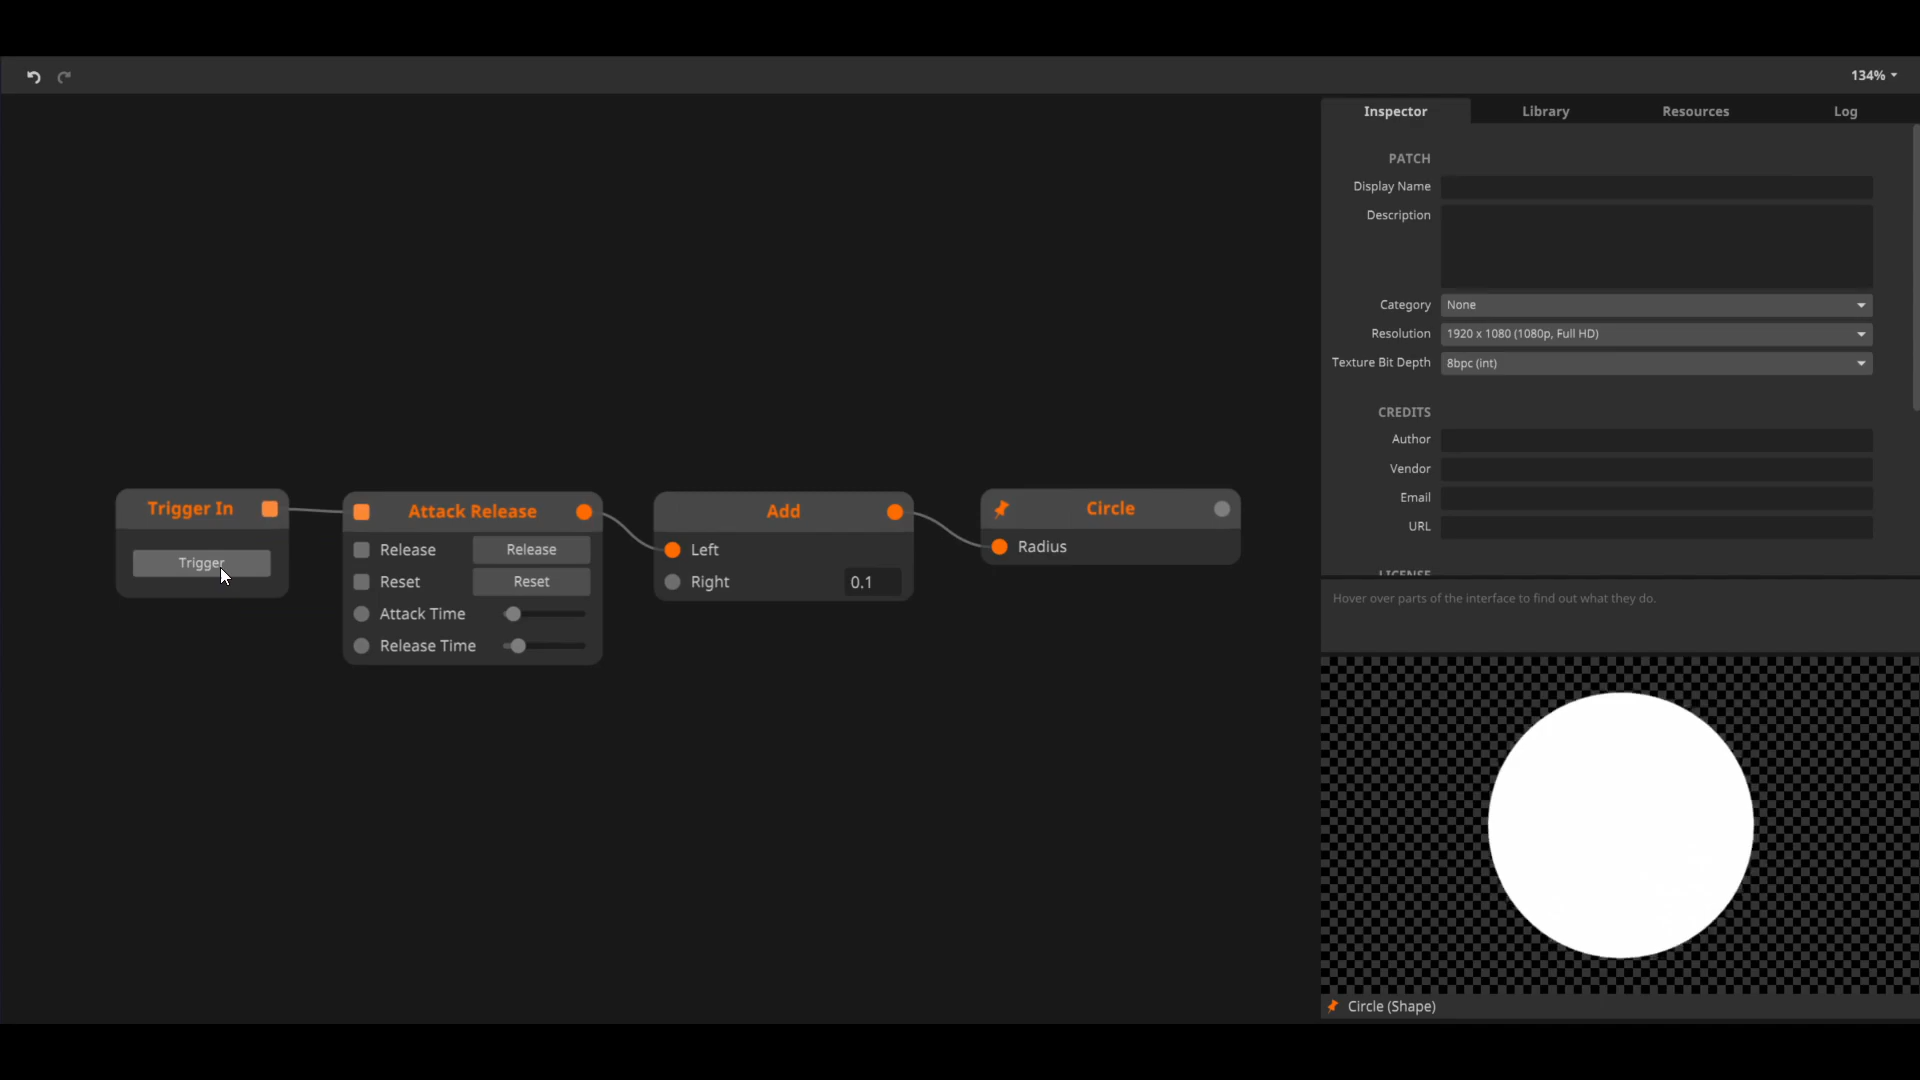 134%
Inspector Library Resources Log
PATCH
Display Name
Description
Category None
Resolution 1920 x 1080 (1080p, Full HD)
Texture Bit Depth 8bpc (int)
CREDITS
Author
Vendor
Email
URL
LICENSE
Hover over parts of the interface to find out what they do.
Trigger In
Trigger
Attack Release
Release Release
Reset Reset
Attack Time
Release Time
Add
Left
Right 0.1
Circle
Radius
Circle (Shape)